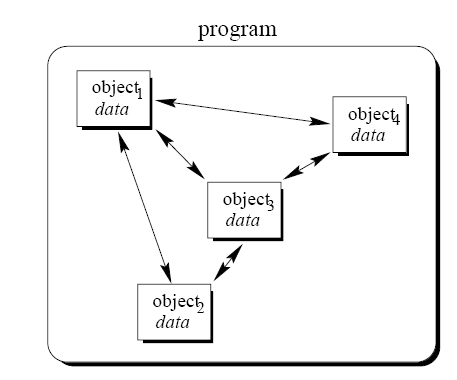 program
object1
data
object4
data
object3
data
object2
data